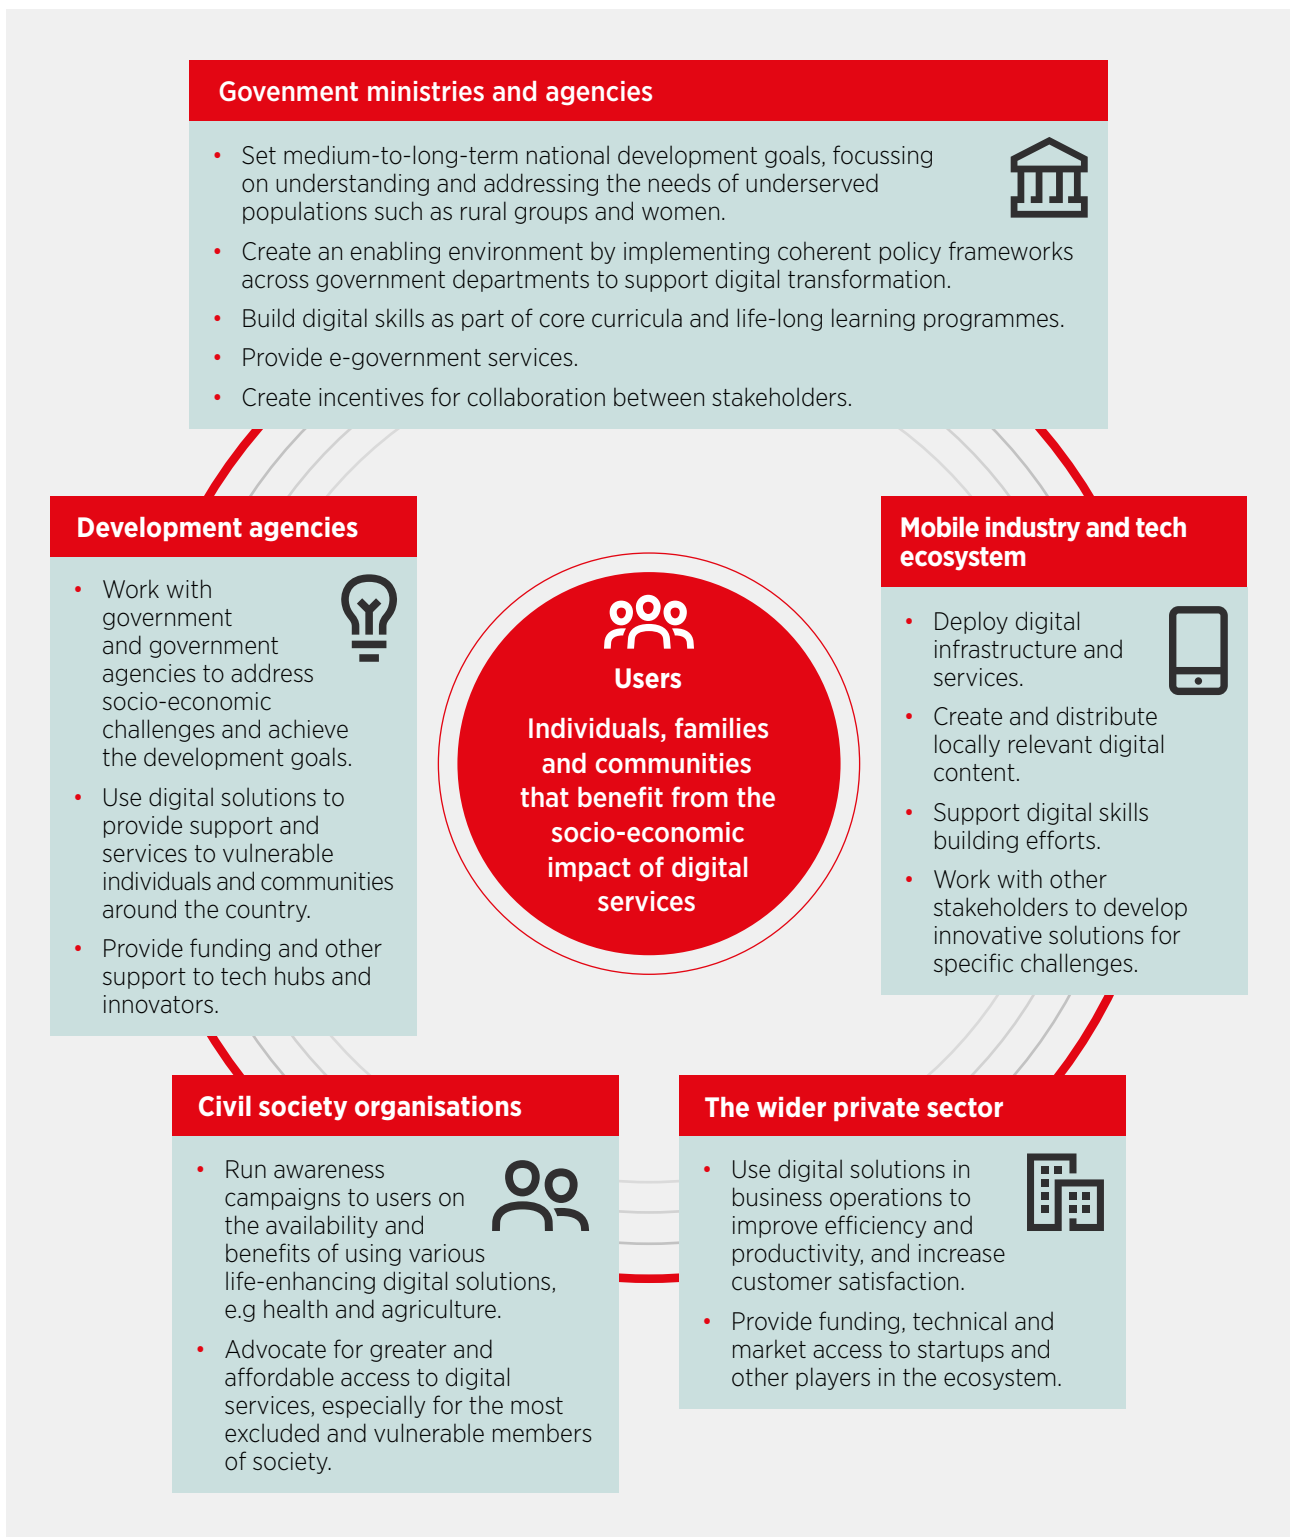 Govenment ministries and agencies
• Set medium-to-long-term national development goals, focussing
on understanding and addressing the needs of underserved
populations such as rural groups and women.
• Create an enabling environment by implementing coherent policy frameworks
across government departments to support digital transformation.
• Build digital skills as part of core curricula and life-long learning programmes.
• Provide e-government services.
• Create incentives for collaboration between stakeholders.
Development agencies
• Work with
government
and government
agencies to address
socio-economic
challenges and achieve
the development goals.
• Use digital solutions to
provide support and
services to vulnerable
individuals and communities
around the country.
• Provide funding and other
support to tech hubs and
innovators.
Users
Individuals, families
and communities
that benefit from the
socio-economic
impact of digital
services
Mobile industry and tech
ecosystem
• Deploy digital
infrastructure and
services.
• Create and distribute
locally relevant digital
content.
• Support digital skills
building efforts.
• Work with other
stakeholders to develop
innovative solutions for
specific challenges.
Civil society organisations
• Run awareness
campaigns to users on
the availability and
benefits of using various
life-enhancing digital solutions,
e.g health and agriculture.
• Advocate for greater and
affordable access to digital
services, especially for the most
excluded and vulnerable members
of society.
The wider private sector
• Use digital solutions in
business operations to
improve efficiency and
productivity, and increase
customer satisfaction.
• Provide funding, technical and
market access to startups and
other players in the ecosystem.